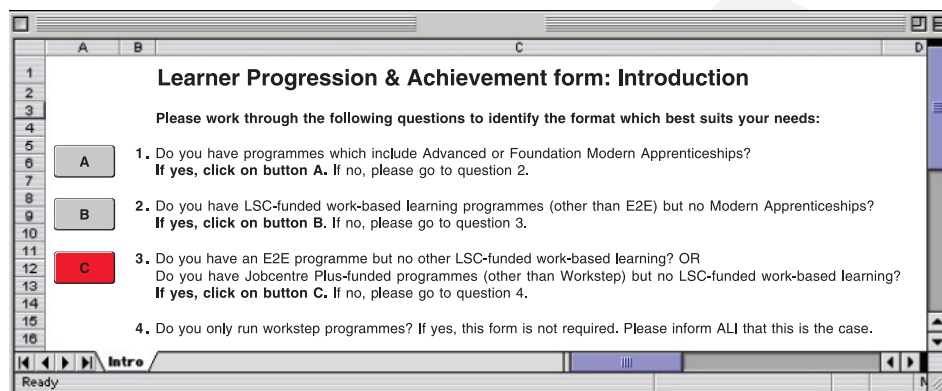 A B C D
1
Learner Progression & Achievement form: Introduction
2
3
Please work through the following questions to identify the format which best suits your needs:
4
5
1. Do you have programmes which include Advanced or Foundation Modern Apprenticeships?
6
A
If yes, click on button A. If no, please go to question 2.
7
8
2. Do you have LSC-funded work-based learning programmes (other than E2E) but no Modern Apprenticeships?
9
B
If yes, click on button B. If no, please go to question 3.
10
11
3. Do you have an E2E programme but no other LSC-funded work-based learning? OR
12
C
Do you have Jobcentre Plus-funded programmes (other than Workstep) but no LSC-funded work-based learning?
13
If yes, click on button C. If no, please go to question 4.
14
15
4. Do you only run workstep programmes? If yes, this form is not required. Please inform ALI that this is the case.
16
Intro
Ready